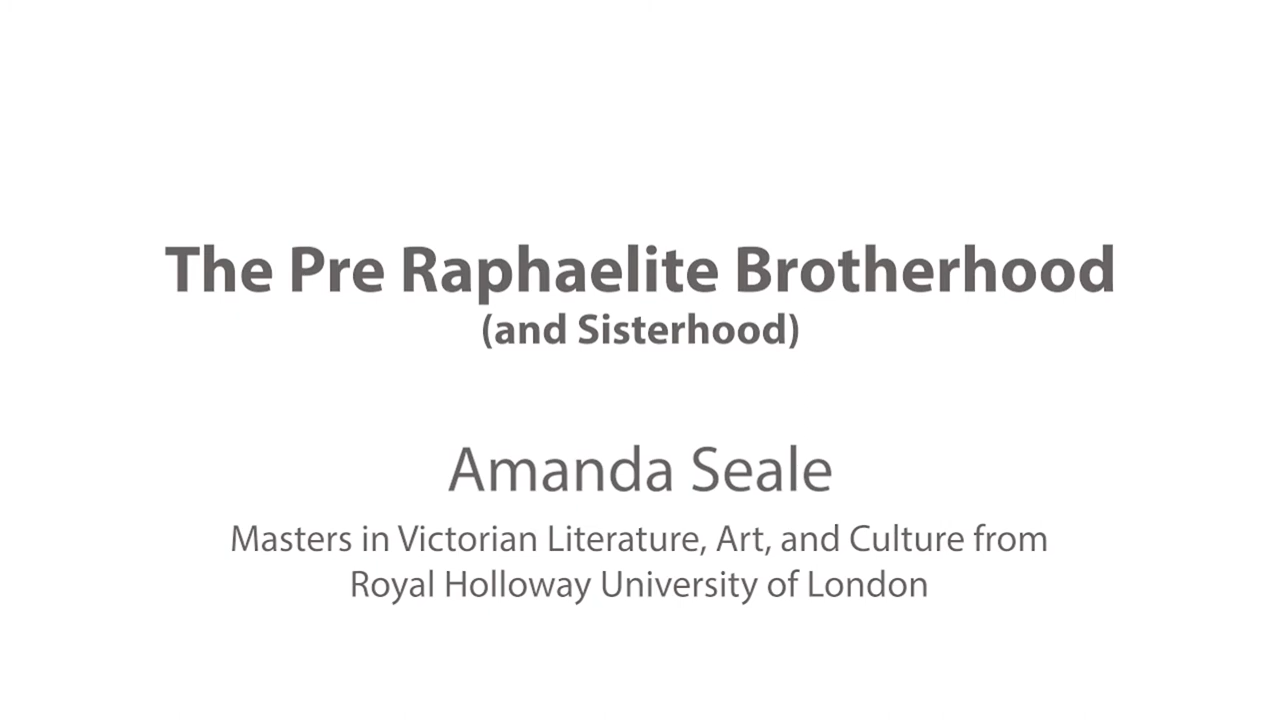 The Pre Raphaelite Brotherhood
(and Sisterhood)
Amanda Seale
Masters in Victorian Literature, Art, and Culture from
Royal Holloway University of London